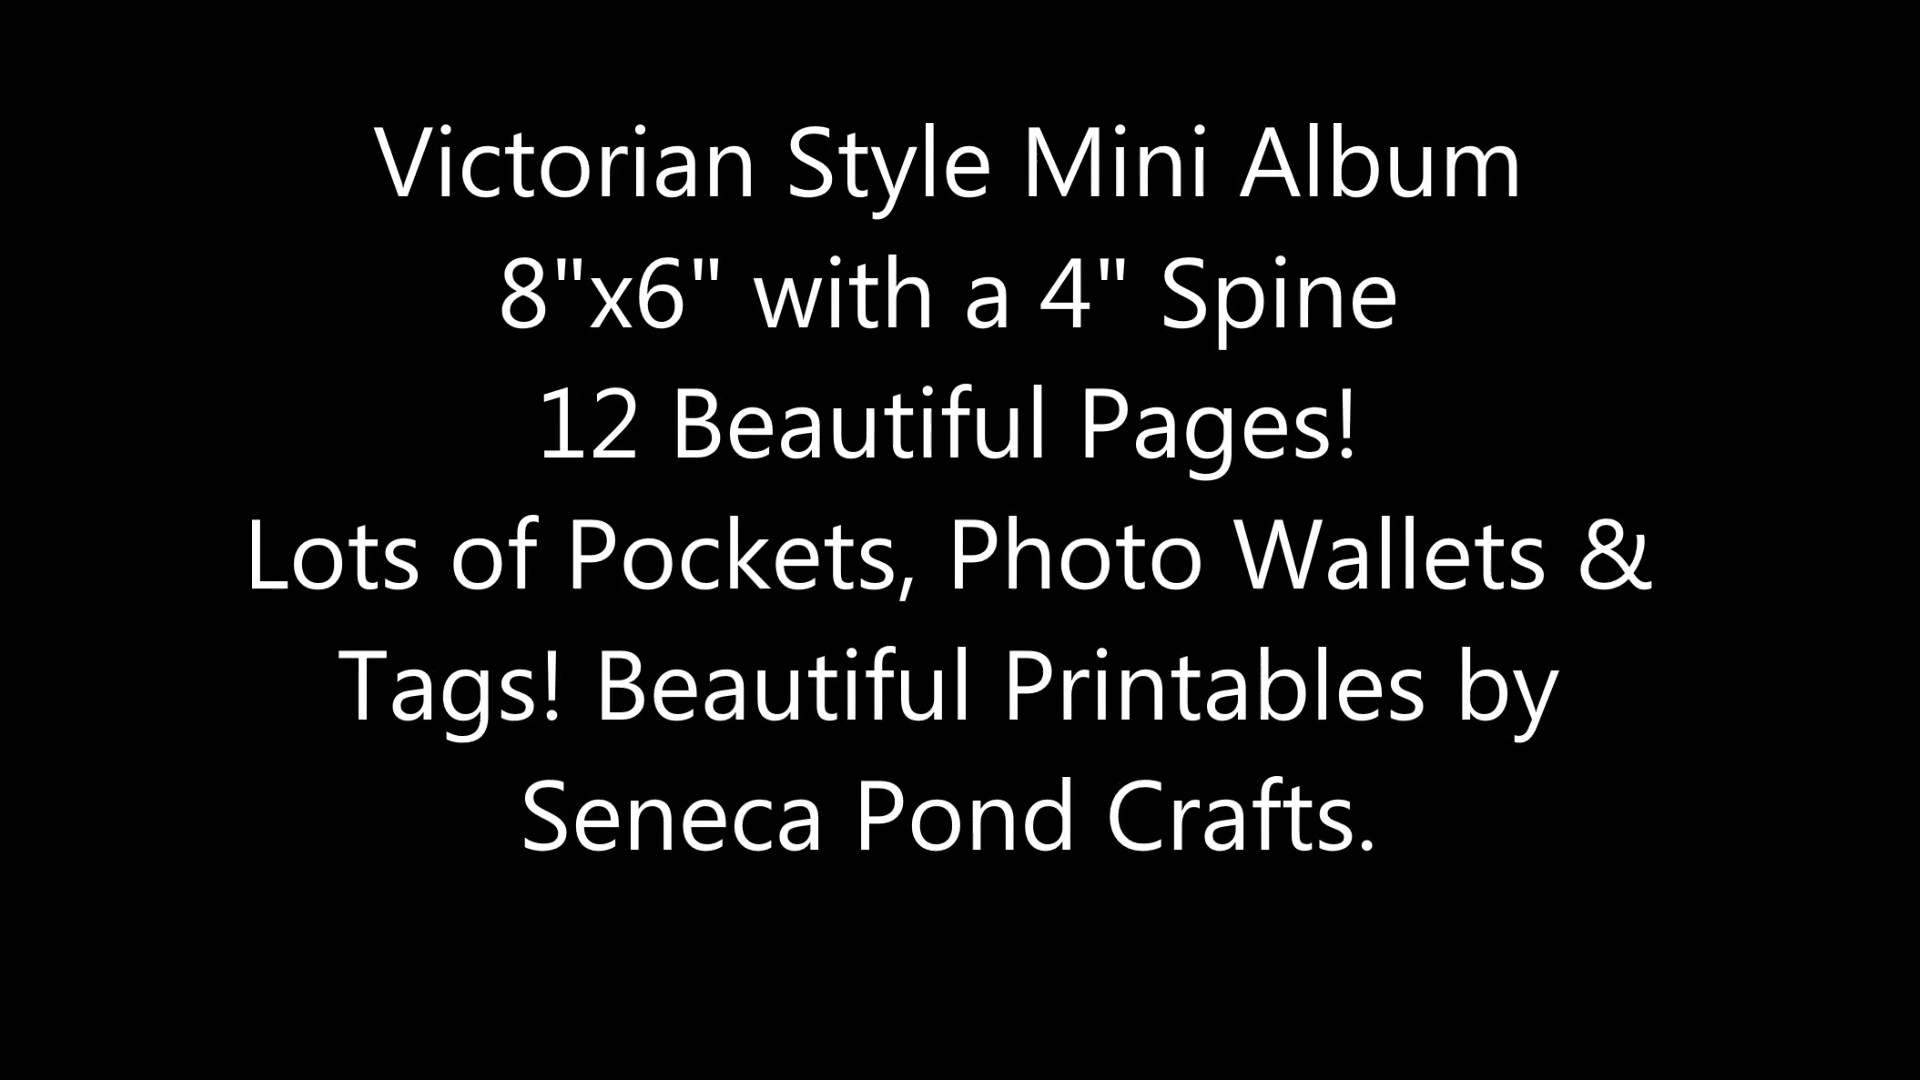 Victorian Style Mini Album
8"x6" with a 4" Spine
12 Beautiful Pages!
Lots of Pockets, Photo Wallets &
Tags! Beautiful Printables by
Seneca Pond Crafts.